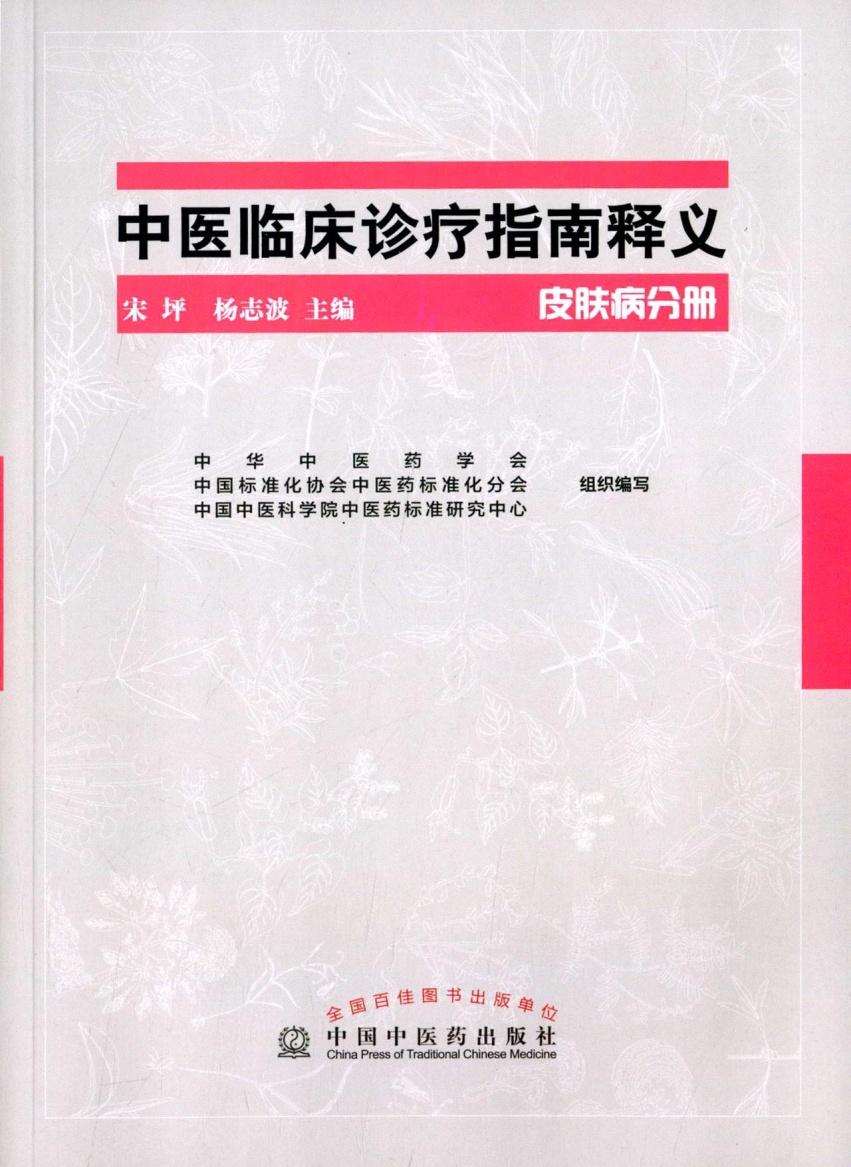 中医临床诊疗指南释义
宋 坪 杨志波 主编 皮肤病分册
中华中医药学会
中国标准化协会中医药标准化分会 组织编写
中国中医科学院中医药标准研究中心
全国百佳图书出版单位
中国中医药出版社
China Press of Traditional Chinese Medicine